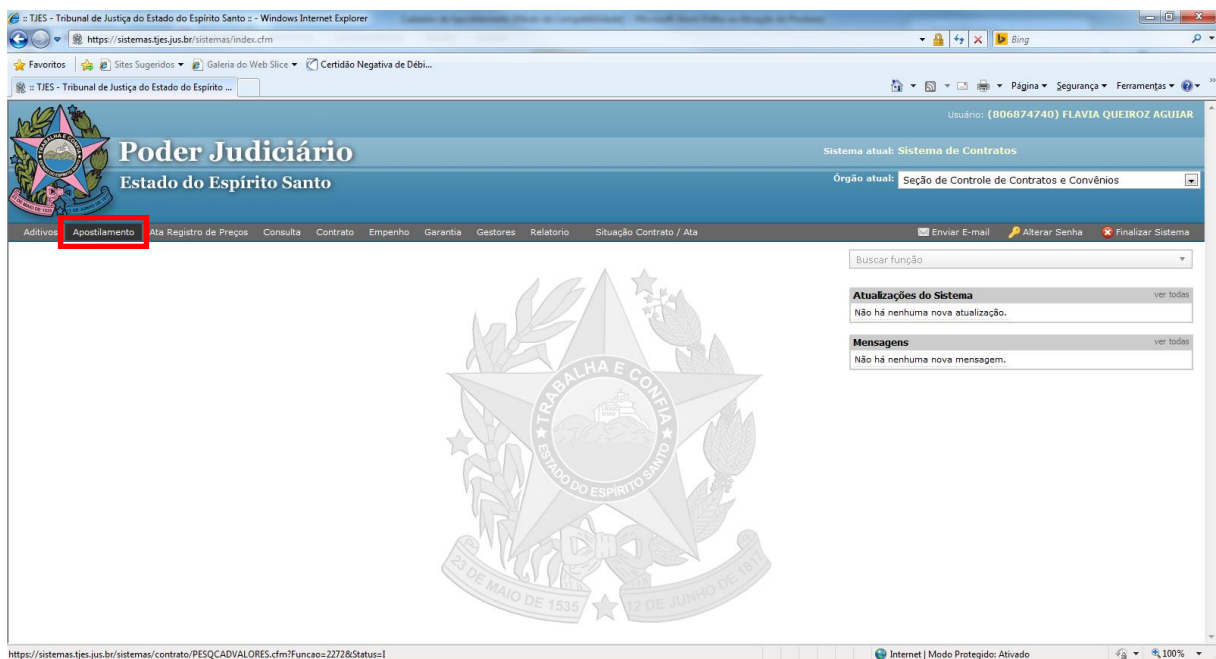 :: TJES - Tribunal de Justiça do Estado do Espírito Santo :: - Windows Internet Explorer
https://sistemas.tjes.jus.br/sistemas/index.cfm
Bing
Favoritos Sites Sugeridos Galeria do Web Slice Certidão Negativa de Débi...
:: TJES - Tribunal de Justiça do Estado do Espírito ... Página Segurança Ferramentas
Usuário: (806874740) FLAVIA QUEIROZ AGUIAR
TRABALHA E CONFIA
Poder Judiciário
Sistema atual: Sistema de Contratos
Estado do Espírito Santo
Órgão atual: Seção de Controle de Contratos e Convênios
Aditivos Apostilamento Ata Registro de Preços Consulta Contrato Empenho Garantia Gestores Relatorio Situação Contrato / Ata Enviar E-mail Alterar Senha Finalizar Sistema
Buscar função
Atualizações do Sistema ver todas
Não há nenhuma nova atualização.
Mensagens ver todas
Não há nenhuma nova mensagem.
TRABALHA E CONFIA
ESTADO DO ESPÍRITO SANTO
23 DE MAIO DE 1535 12 DE JUNHO DE 1817
https://sistemas.tjes.jus.br/sistemas/contrato/PESQCADVALORES.cfm?Funcao=2272&Status=I Internet | Modo Protegido: Ativado 100%